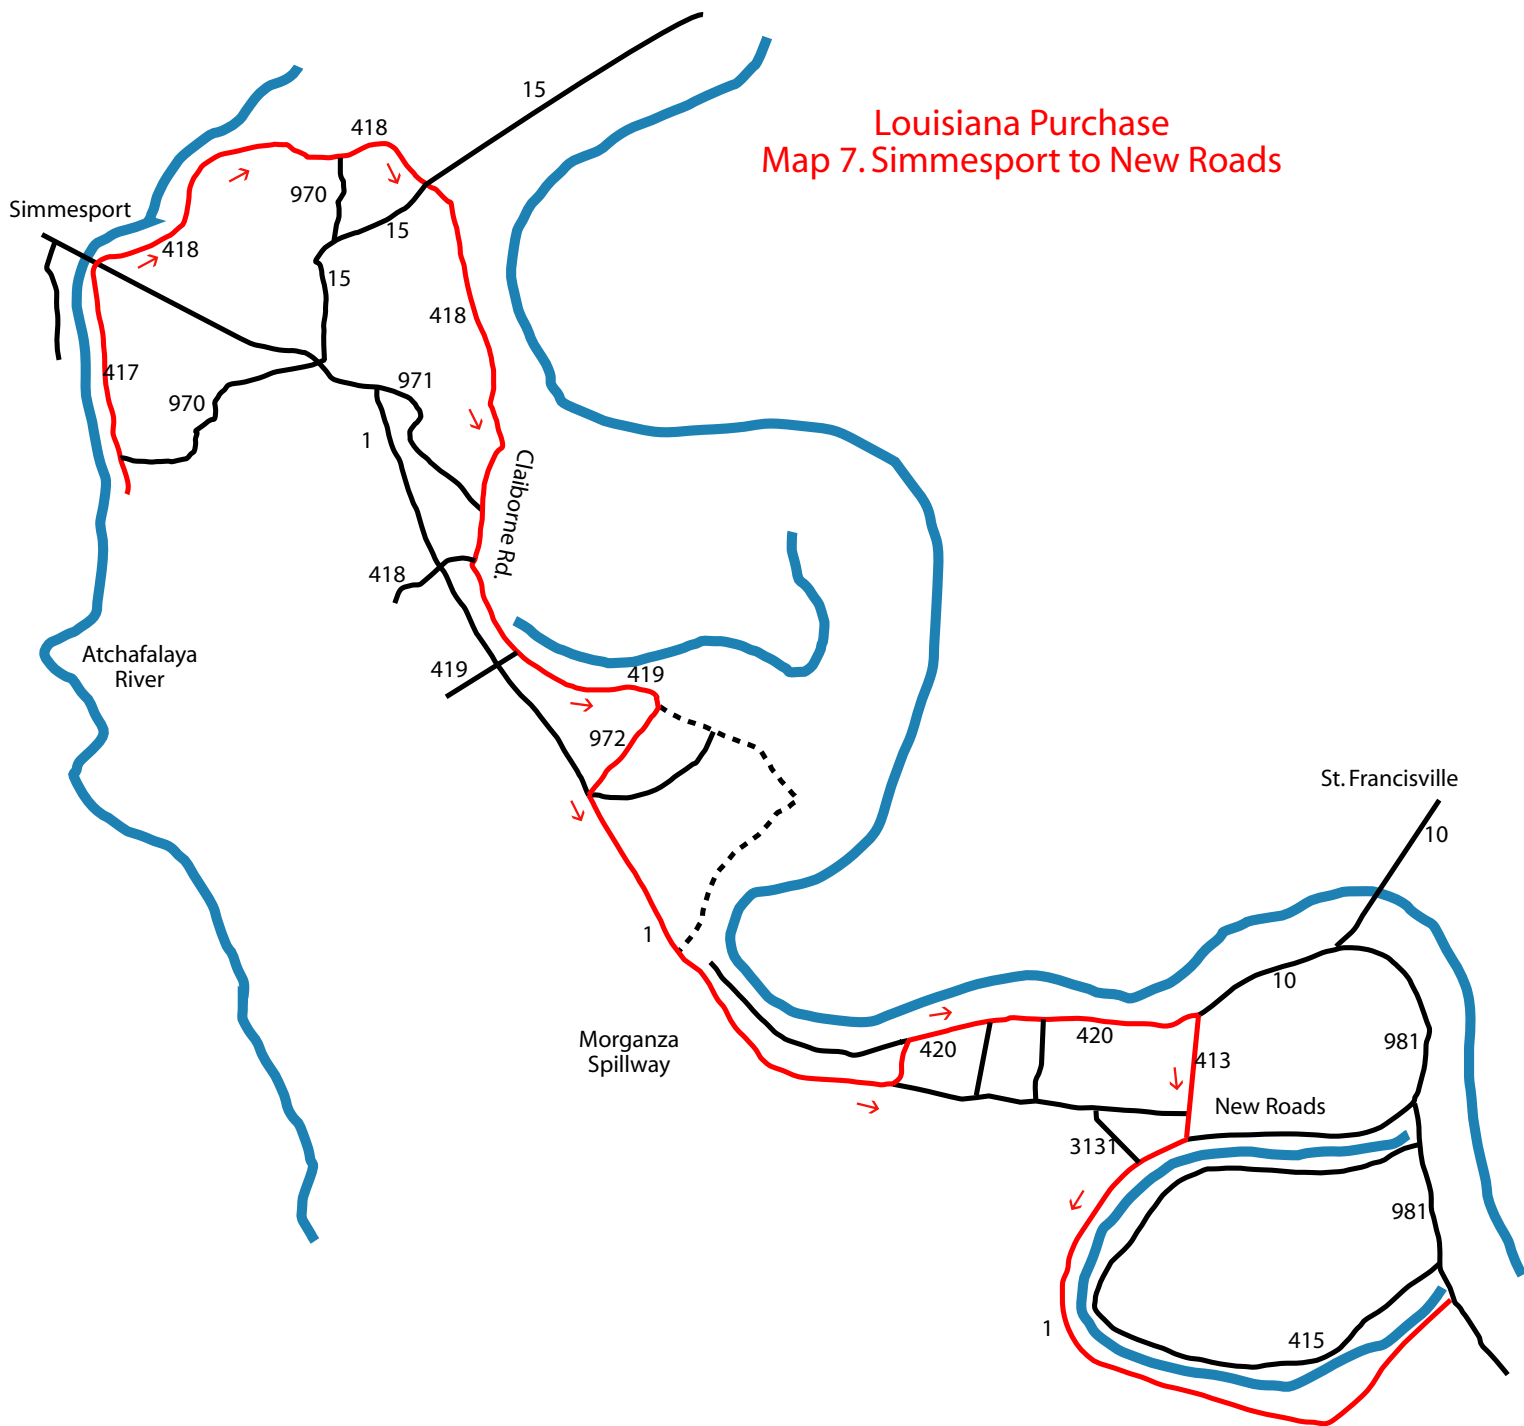 15
418
Louisiana Purchase
Map 7. Simmesport to New Roads
970
Simmesport
15
418
15
418
417
971
970
1
Claiborne Rd.
418
Atchafalaya
River
419
419
972
St. Francisville
10
1
10
Morganza
Spillway
420
420
981
413
New Roads
3131
981
1
415